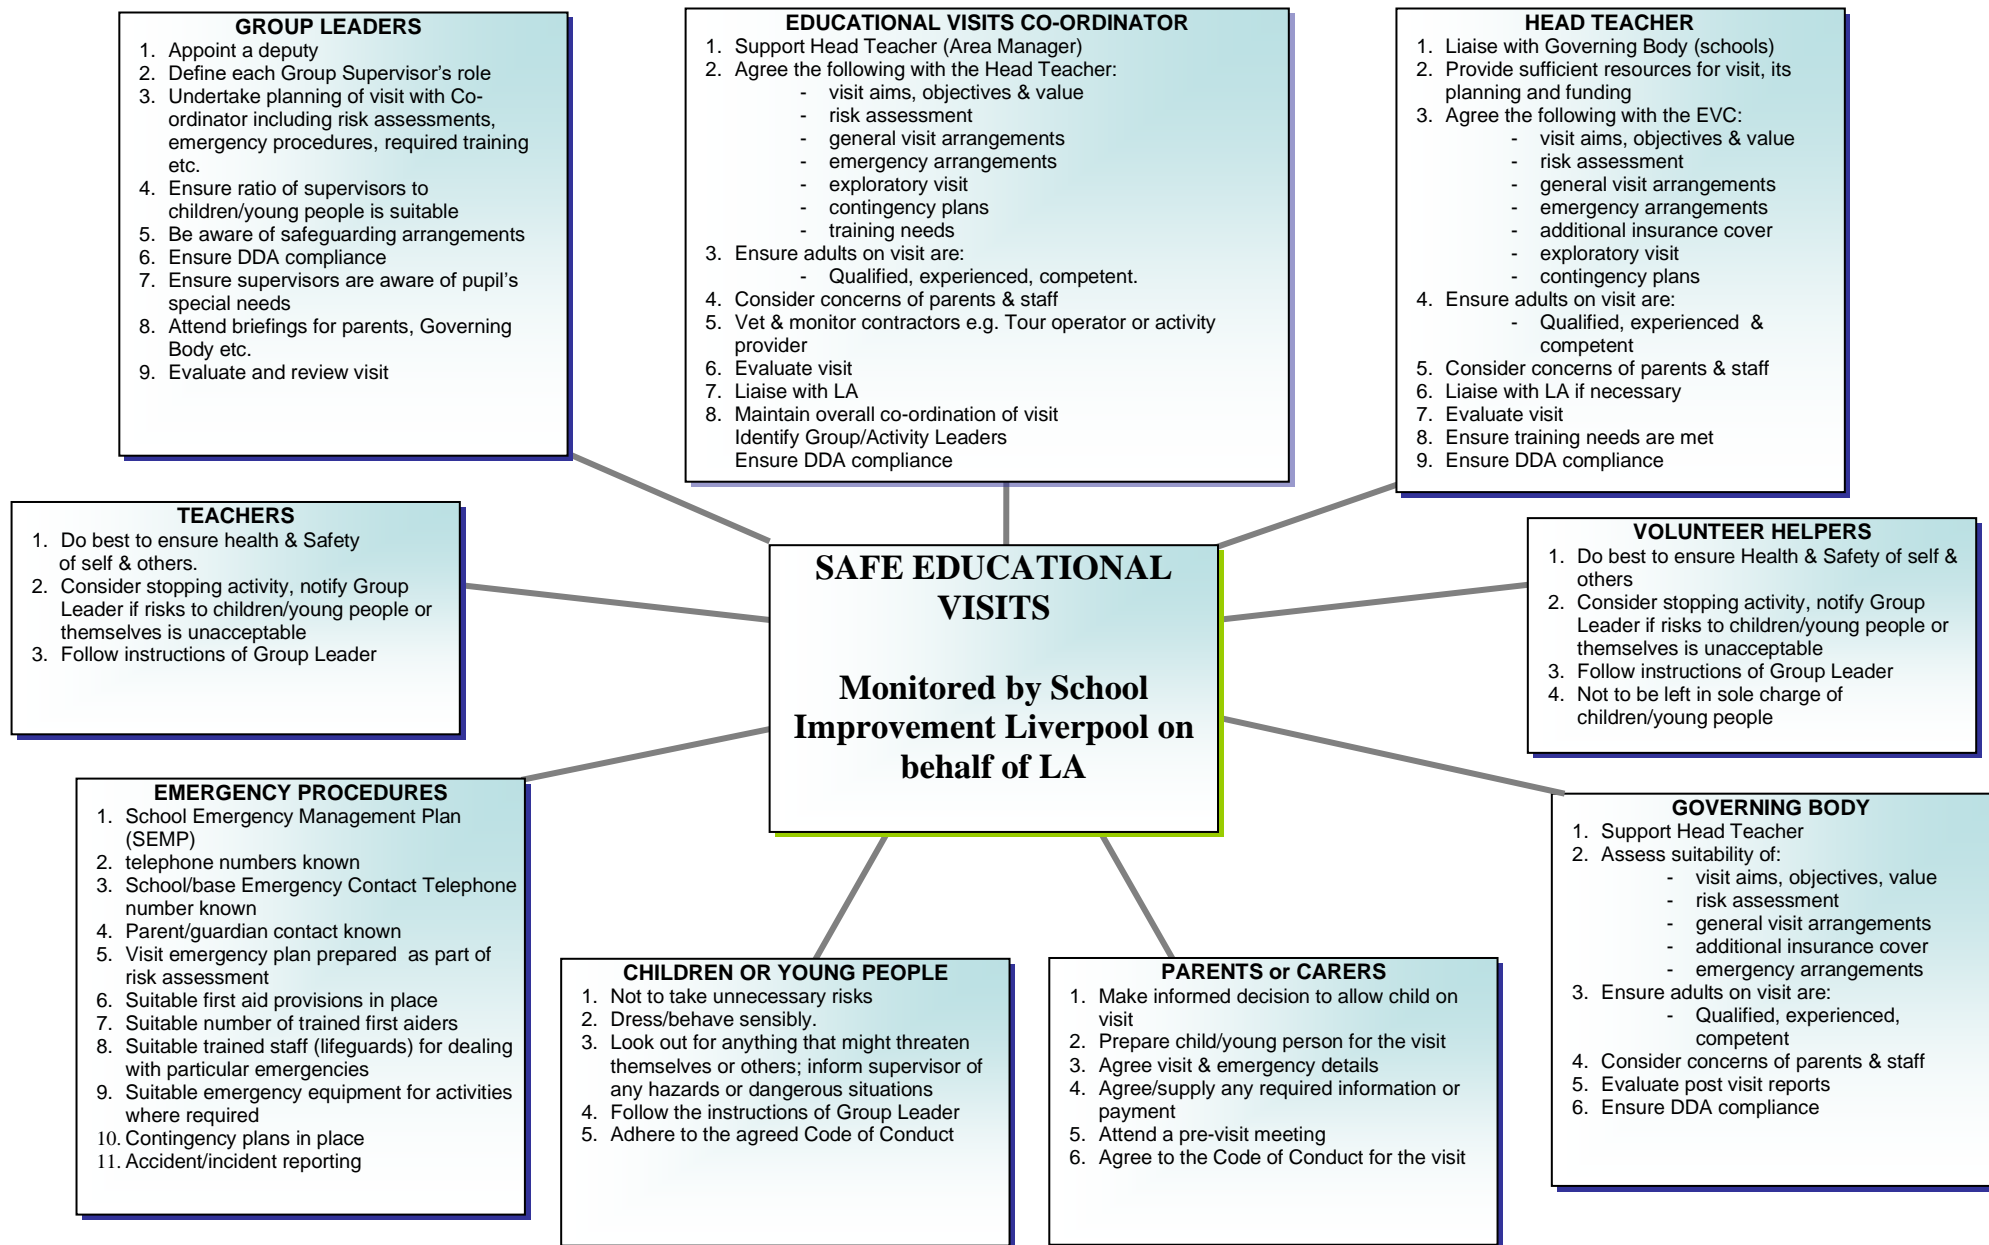 GROUP LEADERS
1. Appoint a deputy
2. Define each Group Supervisor's role
3. Undertake planning of visit with Co-
ordinator including risk assessments,
emergency procedures, required training
etc.
4. Ensure ratio of supervisors to
children/young people is suitable
5. Be aware of safeguarding arrangements
6. Ensure DDA compliance
7. Ensure supervisors are aware of pupil's
special needs
8. Attend briefings for parents, Governing
Body etc.
9. Evaluate and review visit
EDUCATIONAL VISITS CO-ORDINATOR
1. Support Head Teacher (Area Manager)
2. Agree the following with the Head Teacher:
- visit aims, objectives & value
- risk assessment
- general visit arrangements
- emergency arrangements
- exploratory visit
- contingency plans
- training needs
3. Ensure adults on visit are:
- Qualified, experienced, competent.
4. Consider concerns of parents & staff
5. Vet & monitor contractors e.g. Tour operator or activity
provider
6. Evaluate visit
7. Liaise with LA
8. Maintain overall co-ordination of visit
Identify Group/Activity Leaders
Ensure DDA compliance
HEAD TEACHER
1. Liaise with Governing Body (schools)
2. Provide sufficient resources for visit, its
planning and funding
3. Agree the following with the EVC:
- visit aims, objectives & value
- risk assessment
- general visit arrangements
- emergency arrangements
- additional insurance cover
- exploratory visit
- contingency plans
4. Ensure adults on visit are:
- Qualified, experienced &
competent
5. Consider concerns of parents & staff
6. Liaise with LA if necessary
7. Evaluate visit
8. Ensure training needs are met
9. Ensure DDA compliance
TEACHERS
1. Do best to ensure health & Safety
of self & others.
2. Consider stopping activity, notify Group
Leader if risks to children/young people or
themselves is unacceptable
3. Follow instructions of Group Leader
SAFE EDUCATIONAL
VISITS
Monitored by School
Improvement Liverpool on
behalf of LA
VOLUNTEER HELPERS
1. Do best to ensure Health & Safety of self &
others
2. Consider stopping activity, notify Group
Leader if risks to children/young people or
themselves is unacceptable
3. Follow instructions of Group Leader
4. Not to be left in sole charge of
children/young people
EMERGENCY PROCEDURES
1. School Emergency Management Plan
(SEMP)
2. telephone numbers known
3. School/base Emergency Contact Telephone
number known
4. Parent/guardian contact known
5. Visit emergency plan prepared as part of
risk assessment
6. Suitable first aid provisions in place
7. Suitable number of trained first aiders
8. Suitable trained staff (lifeguards) for dealing
with particular emergencies
9. Suitable emergency equipment for activities
where required
10. Contingency plans in place
11. Accident/incident reporting
CHILDREN OR YOUNG PEOPLE
1. Not to take unnecessary risks
2. Dress/behave sensibly.
3. Look out for anything that might threaten
themselves or others; inform supervisor of
any hazards or dangerous situations
4. Follow the instructions of Group Leader
5. Adhere to the agreed Code of Conduct
PARENTS or CARERS
1. Make informed decision to allow child on
visit
2. Prepare child/young person for the visit
3. Agree visit & emergency details
4. Agree/supply any required information or
payment
5. Attend a pre-visit meeting
6. Agree to the Code of Conduct for the visit
GOVERNING BODY
1. Support Head Teacher
2. Assess suitability of:
- visit aims, objectives, value
- risk assessment
- general visit arrangements
- additional insurance cover
- emergency arrangements
3. Ensure adults on visit are:
- Qualified, experienced,
competent
4. Consider concerns of parents & staff
5. Evaluate post visit reports
6. Ensure DDA compliance